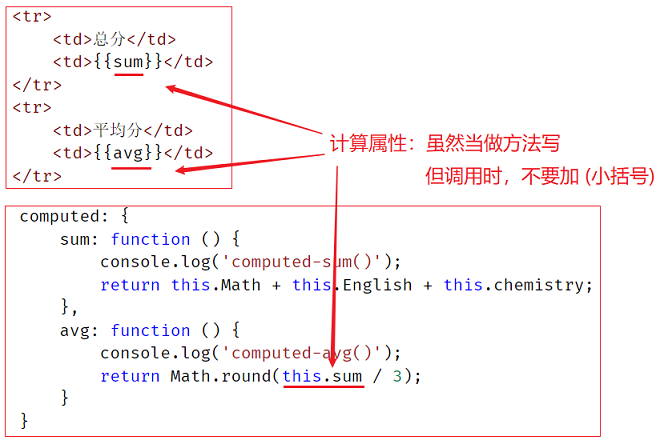 <tr>
<td>总分</td>
<td>{{sum}}</td>
</tr>
<tr>
<td>平均分</td>
<td>{{avg}}</td>
</tr>
计算属性：虽然当做方法写
但调用时，不要加 (小括号)
computed: {
sum: function () {
console.log('computed-sum()');
return this.Math + this.English + this.chemistry;
},
avg: function () {
console.log('computed-avg()');
return Math.round(this.sum / 3);
}
}